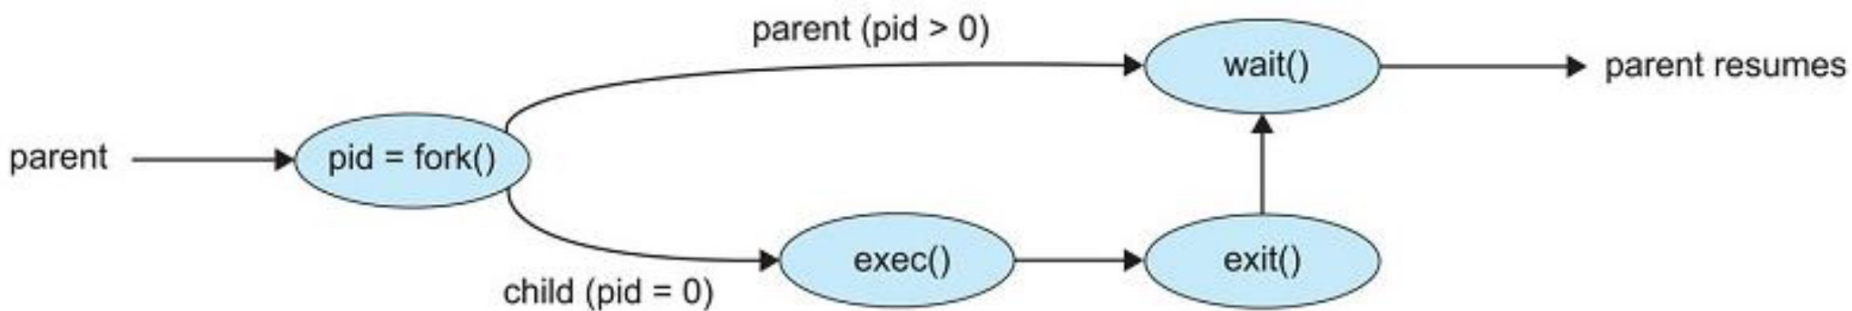 parent (pid > 0)
wait()
parent resumes
parent
pid = fork()
child (pid = 0)
exec()
exit()